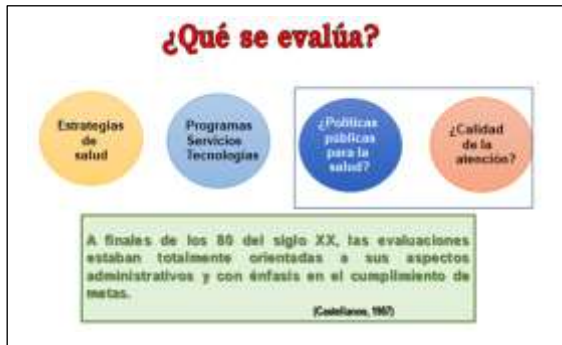 ¿Qué se evalúa?
Estrategias
de
salud
Programas
Servicios
Tecnologías
¿Políticas
públicas
para la
salud?
¿Calidad
de la
atención?
A finales de los 80 del siglo XX, las evaluaciones
estaban totalmente orientadas a sus aspectos
administrativos y con énfasis en el cumplimiento de
metas.
(Castellanos, 1987)